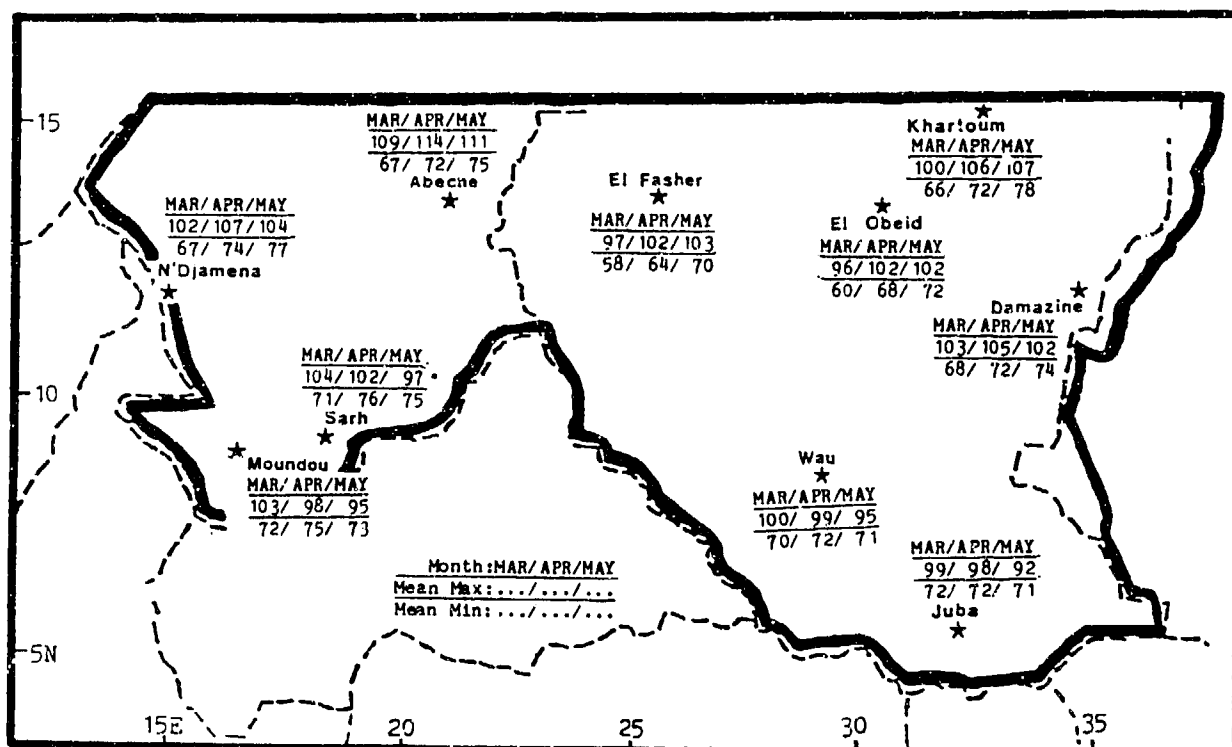 15
MAR/APR/MAY
109/114/111
67/ 72/ 75
Abecne
El Fasher
MAR/APR/MAY
97/102/103
58/ 64/ 70
Khartoum
MAR/APR/MAY
100/106/107
66/ 72/ 78
MAR/APR/MAY
102/107/104
67/ 74/ 77
N'Djamena
El Obeid
MAR/APR/MAY
96/102/102
60/ 68/ 72
Damazine
MAR/APR/MAY
103/105/102
68/ 72/ 74
10
MAR/APR/MAY
104/102/ 97
71/ 76/ 75
Sarh
Moundou
MAR/APR/MAY
103/ 98/ 95
72/ 75/ 73
Wau
MAR/APR/MAY
100/ 99/ 95
70/ 72/ 71
MAR/APR/MAY
99/ 98/ 92
72/ 72/ 71
Juba
Month:MAR/APR/MAY
Mean Max:.../.../...
Mean Min:.../.../...
5N
15E
20
25
30
35